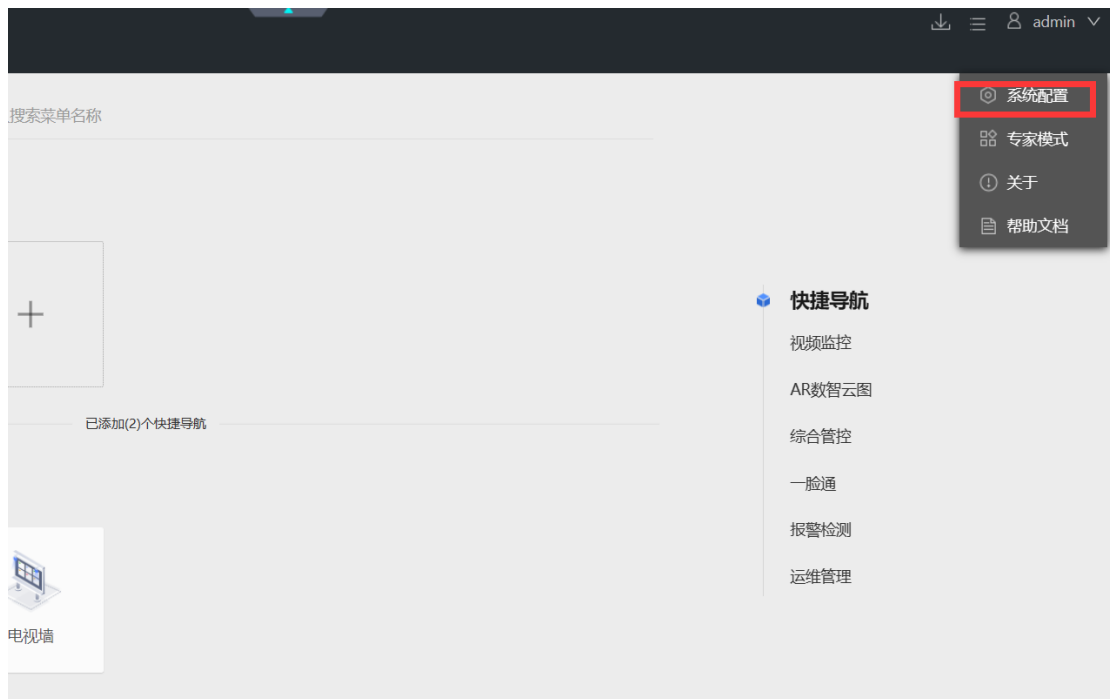 admin
系统配置
专家模式
关于
帮助文档
搜索菜单名称
快捷导航
视频监控
AR数智云图
综合管控
一脸通
报警检测
运维管理
已添加(2)个快捷导航
电视墙